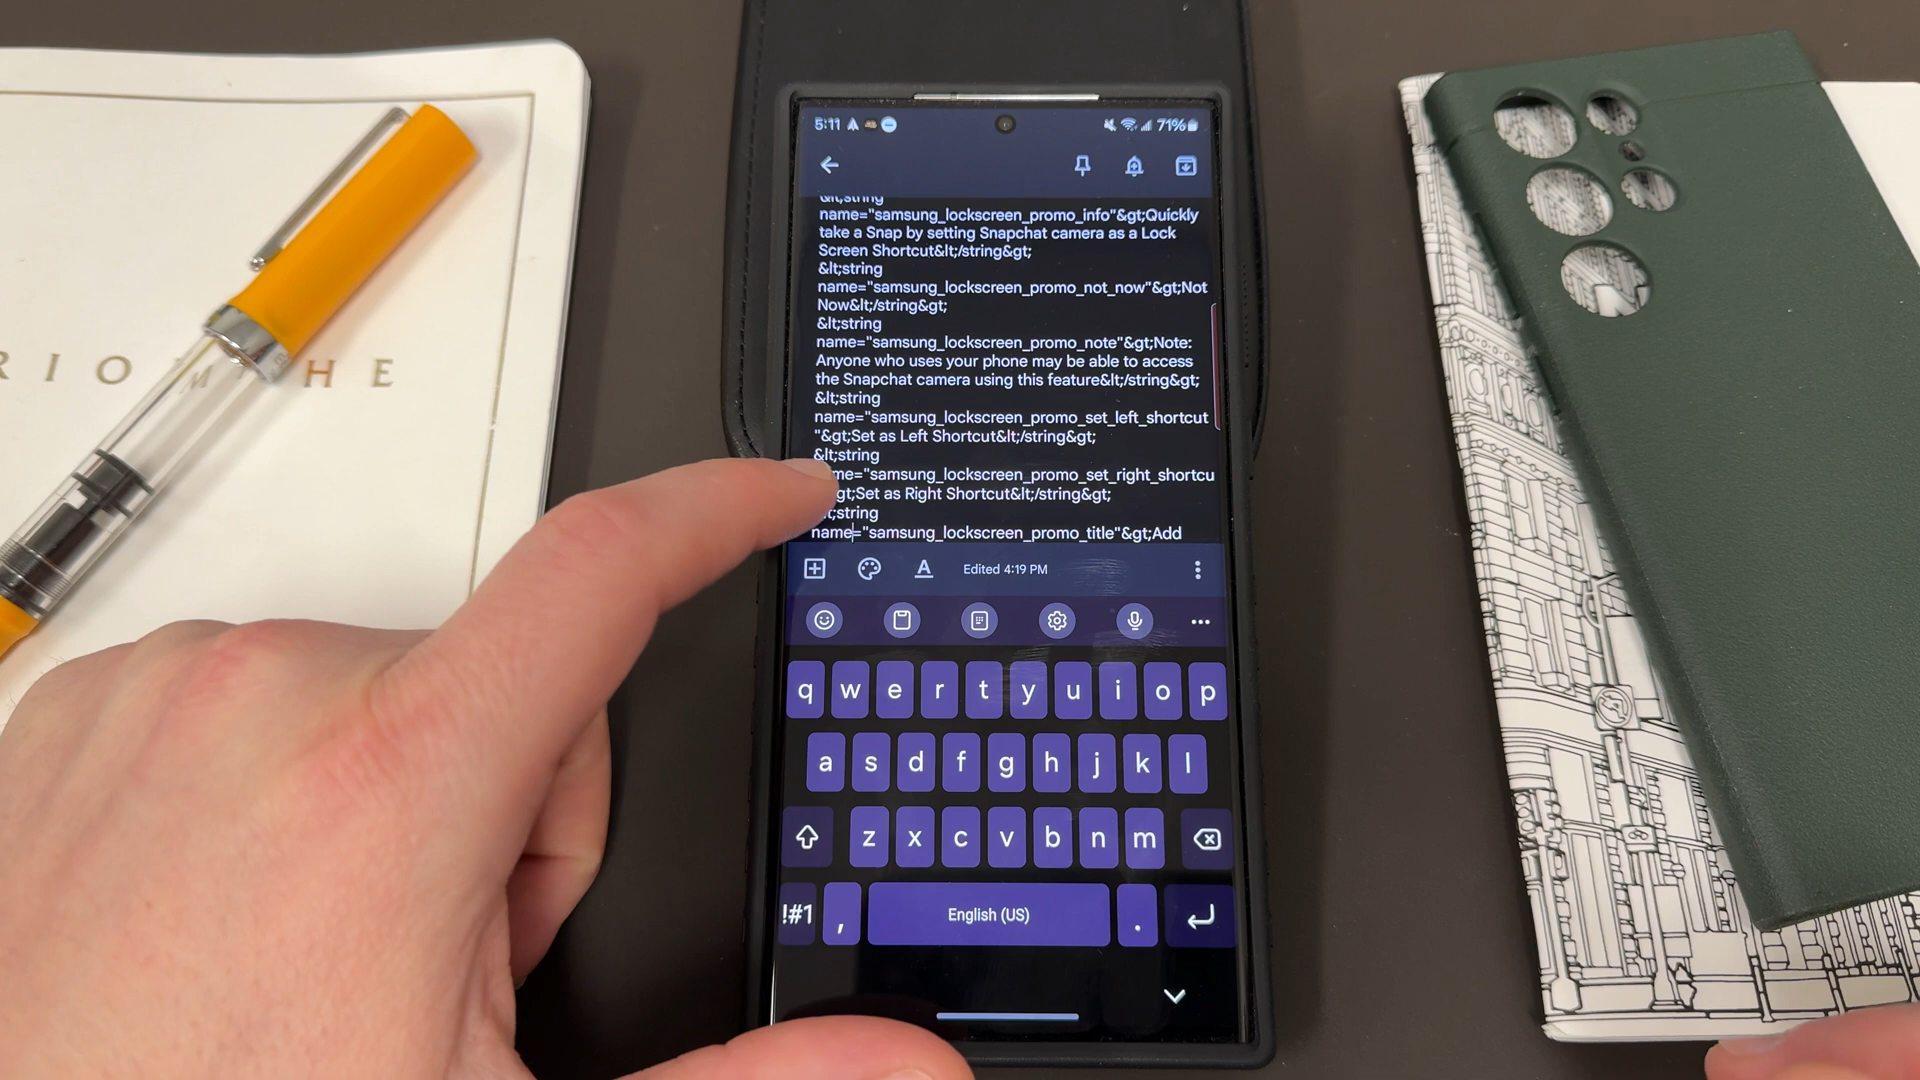 5:11 71%
&lt;string
name="samsung_lockscreen_promo_info"&gt;Quickly
take a Snap by setting Snapchat camera as a Lock
Screen Shortcut&lt;/string&gt;
&lt;string
name="samsung_lockscreen_promo_not_now"&gt;Not
Now&lt;/string&gt;
&lt;string
name="samsung_lockscreen_promo_note"&gt;Note:
Anyone who uses your phone may be able to access
the Snapchat camera using this feature&lt;/string&gt;
&lt;string
name="samsung_lockscreen_promo_set_left_shortcut
"&gt;Set as Left Shortcut&lt;/string&gt;
&lt;string
me="samsung_lockscreen_promo_set_right_shortcu
gt;Set as Right Shortcut&lt;/string&gt;
t;string
name="samsung_lockscreen_promo_title"&gt;Add
A Edited 4:19 PM
q w e r t y u i o p
a s d f g h j k l
z x c v b n m
!#1 , English (US) .